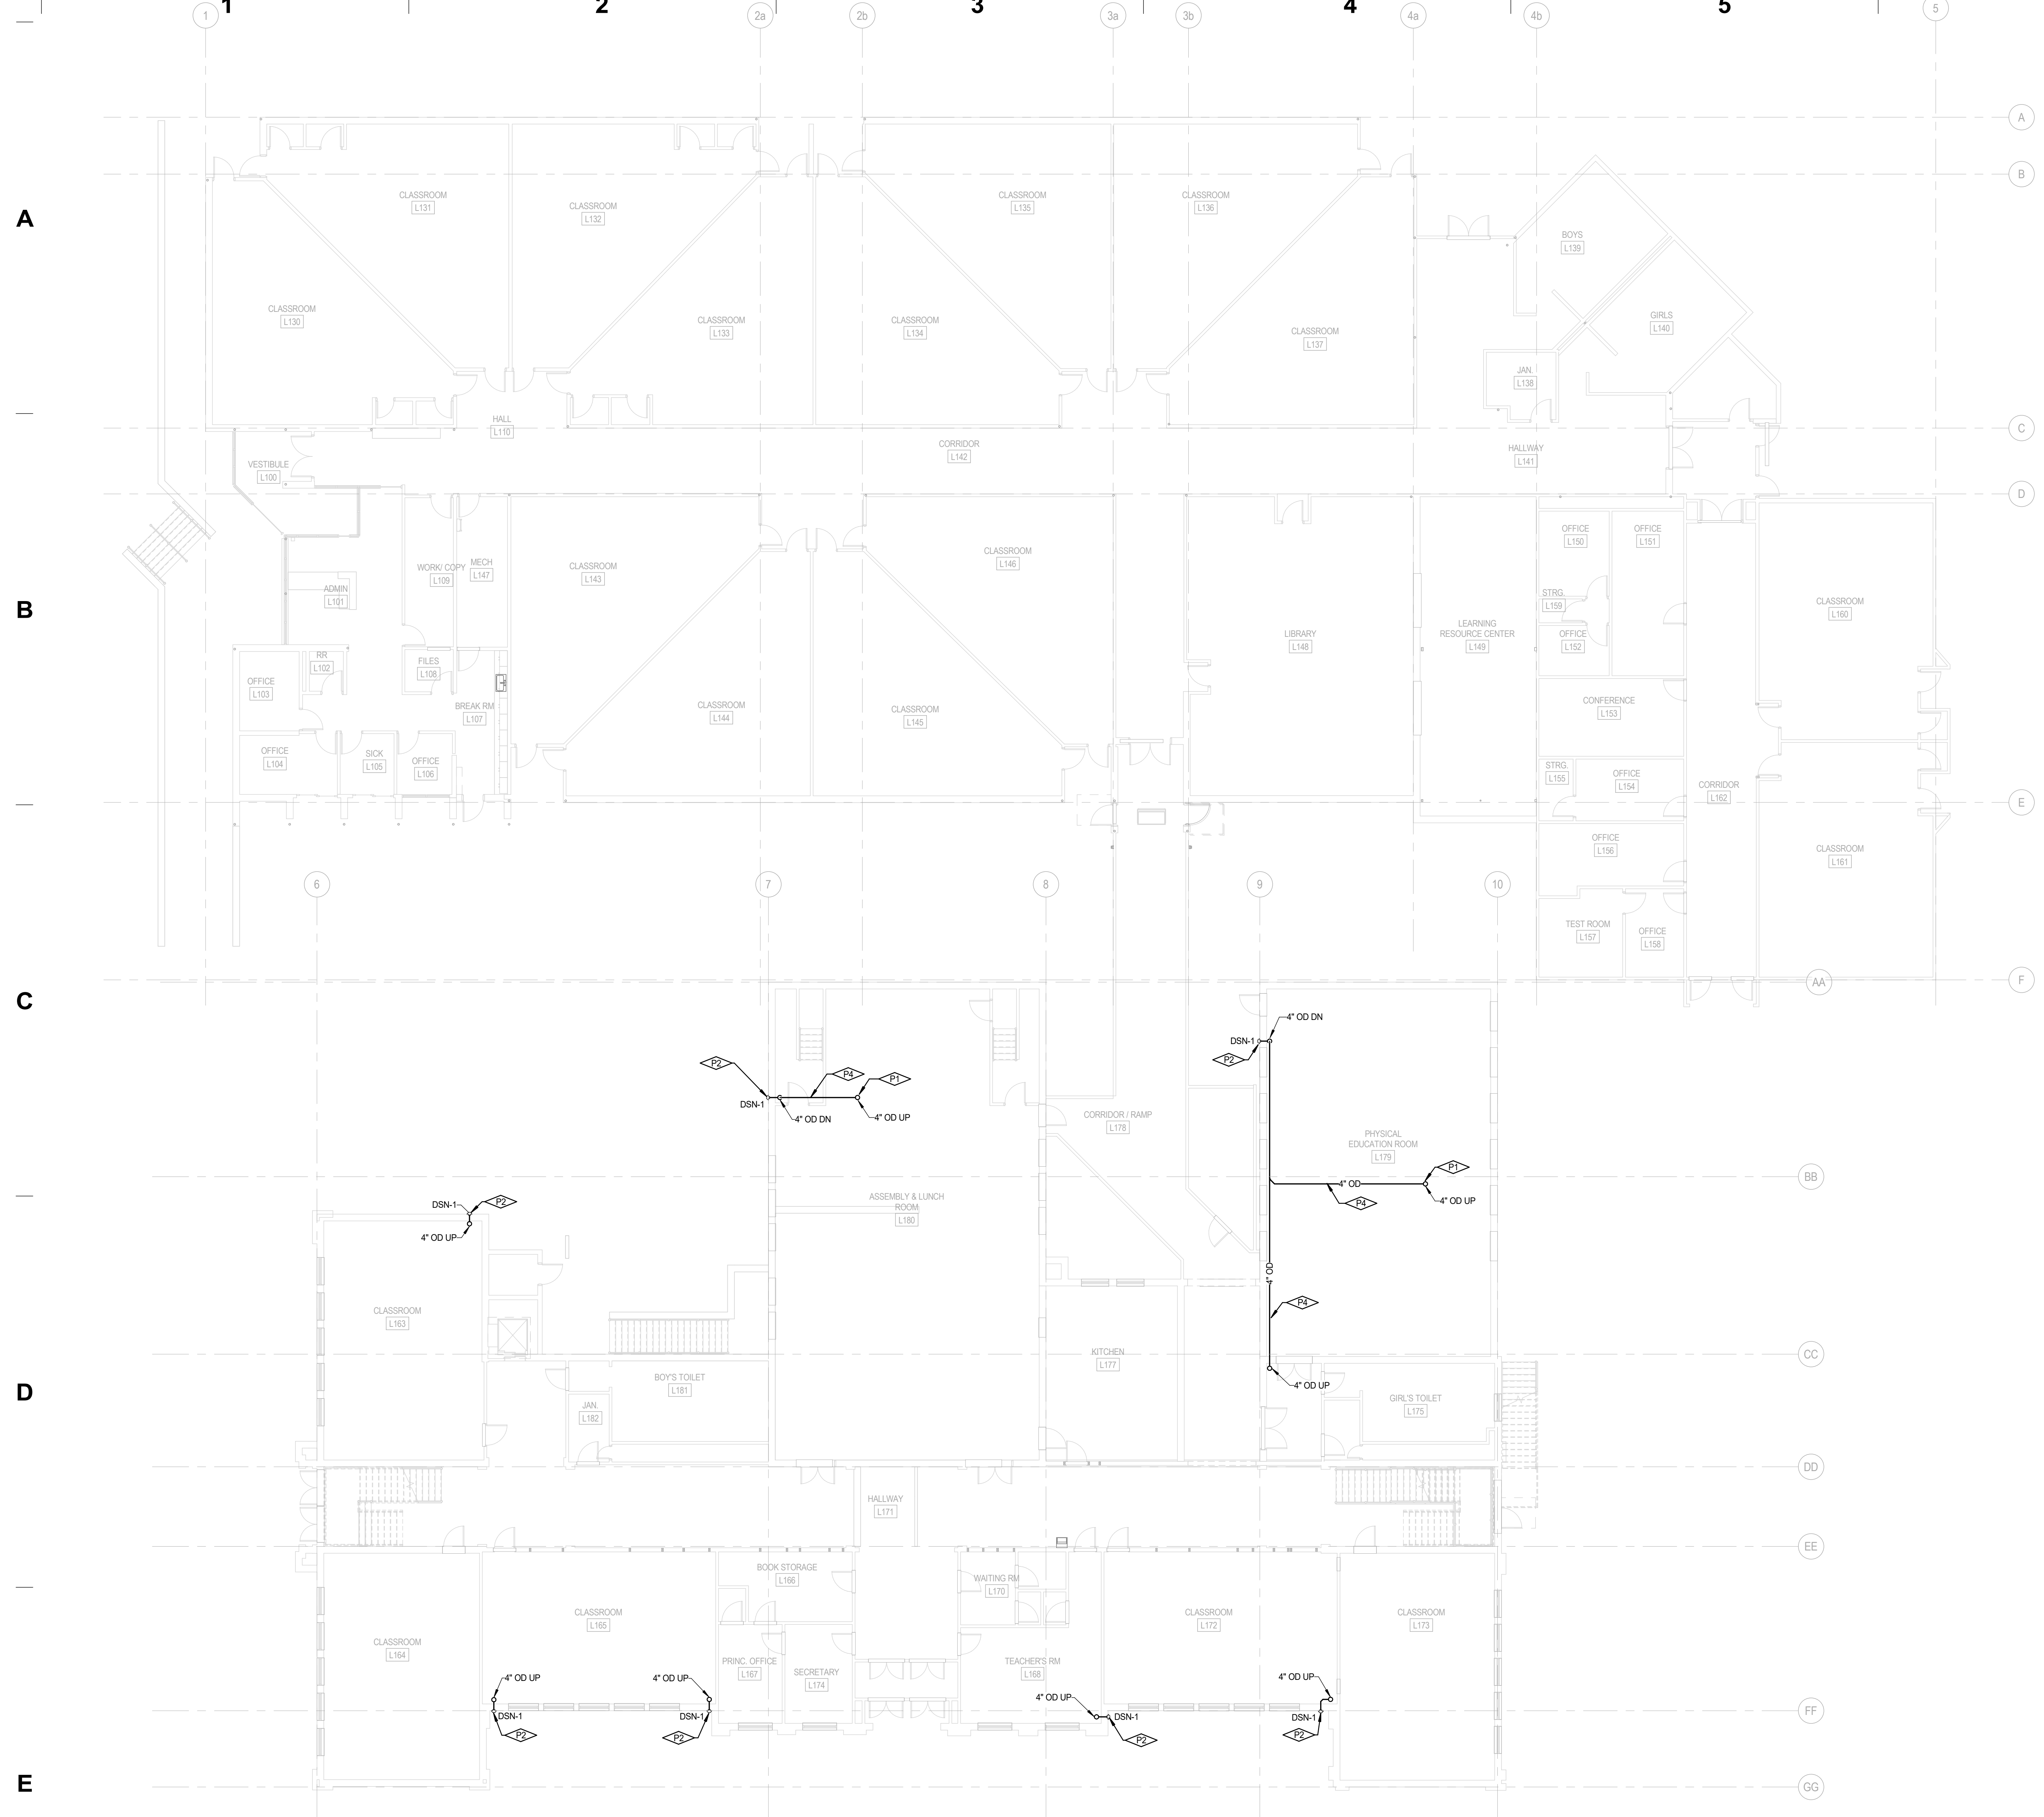 1
2
3
4
5
1
2a
2b
3a
3b
4a
4b
5
A
B
A
CLASSROOM
L131
CLASSROOM
L132
CLASSROOM
L135
CLASSROOM
L136
BOYS
L139
CLASSROOM
L130
CLASSROOM
L133
CLASSROOM
L134
CLASSROOM
L137
GIRLS
L140
JAN.
L138
HALL
L110
CORRIDOR
L142
HALLWAY
L141
C
VESTIBULE
L100
D
B
ADMIN
L101
WORK/ COPY
L109
MECH
L147
CLASSROOM
L143
CLASSROOM
L146
OFFICE
L150
OFFICE
L151
STRG.
L159
OFFICE
L152
LIBRARY
L148
LEARNING
RESOURCE CENTER
L149
CLASSROOM
L160
RR
L102
FILES
L108
OFFICE
L103
BREAK RM
L107
CLASSROOM
L144
CLASSROOM
L145
CONFERENCE
L153
OFFICE
L104
SICK
L105
OFFICE
L106
STRG.
L155
OFFICE
L154
CORRIDOR
L162
E
OFFICE
L156
CLASSROOM
L161
6
7
8
9
10
TEST ROOM
L157
OFFICE
L158
F
AA
C
4" OD DN
DSN-1
P2
P2
P4
P1
DSN-1
4" OD DN
4" OD UP
CORRIDOR / RAMP
L178
PHYSICAL
EDUCATION ROOM
L179
P1
4" OD
P4
4" OD UP
BB
DSN-1
P2
4" OD UP
ASSEMBLY & LUNCH
ROOM
L180
4" OD
P4
CLASSROOM
L163
KITCHEN
L177
CC
4" OD UP
D
BOY'S TOILET
L181
JAN.
L182
GIRL'S TOILET
L175
DD
HALLWAY
L171
EE
BOOK STORAGE
L166
WAITING RM
L170
CLASSROOM
L165
CLASSROOM
L172
CLASSROOM
L173
CLASSROOM
L164
PRINC. OFFICE
L167
SECRETARY
L174
TEACHER'S RM
L168
4" OD UP
4" OD UP
4" OD UP
4" OD UP
DSN-1
DSN-1
DSN-1
DSN-1
FF
P2
P2
P2
P2
E
GG